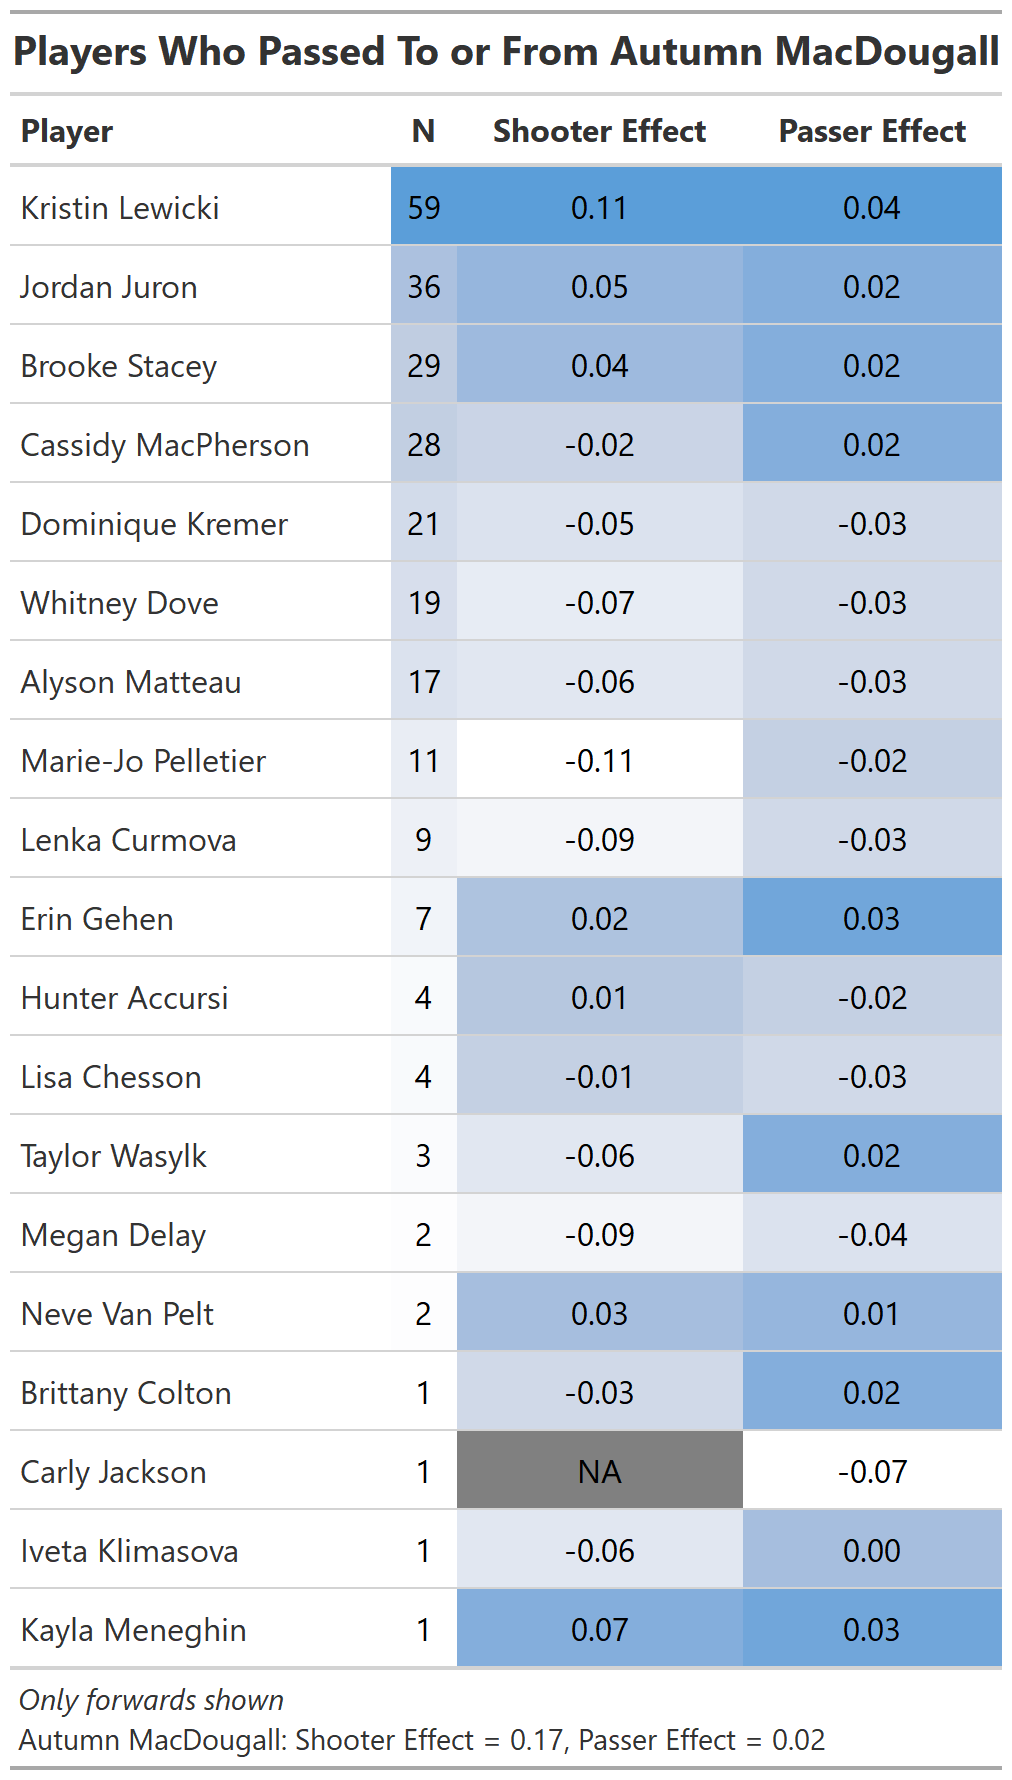 Players Who Passed To or From Autumn MacDougall
Player N Shooter Effect Passer Effect
Kristin Lewicki 59 0.11 0.04
Jordan Juron 36 0.05 0.02
Brooke Stacey 29 0.04 0.02
Cassidy MacPherson 28 -0.02 0.02
Dominique Kremer 21 -0.05 -0.03
Whitney Dove 19 -0.07 -0.03
Alyson Matteau 17 -0.06 -0.03
Marie-Jo Pelletier 11 -0.11 -0.02
Lenka Curmova 9 -0.09 -0.03
Erin Gehen 7 0.02 0.03
Hunter Accursi 4 0.01 -0.02
Lisa Chesson 4 -0.01 -0.03
Taylor Wasylk 3 -0.06 0.02
Megan Delay 2 -0.09 -0.04
Neve Van Pelt 2 0.03 0.01
Brittany Colton 1 -0.03 0.02
Carly Jackson 1 NA -0.07
Iveta Klimasova 1 -0.06 0.00
Kayla Meneghin 1 0.07 0.03
Only forwards shown
Autumn MacDougall: Shooter Effect = 0.17, Passer Effect = 0.02